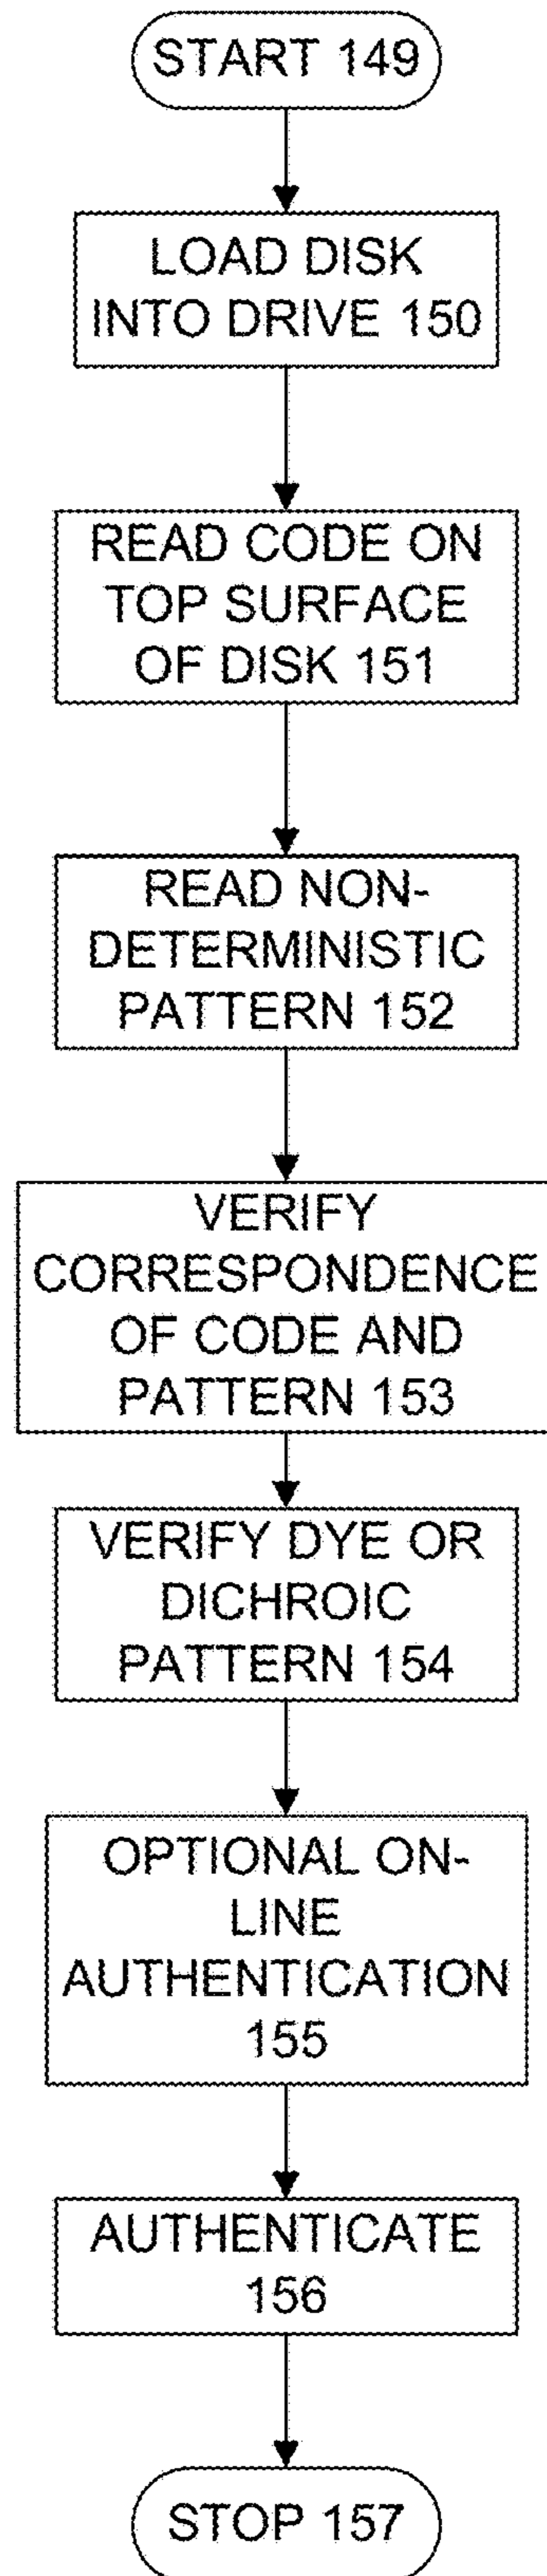 START 149
LOAD DISK
INTO DRIVE 150
READ CODE ON
TOP SURFACE
OF DISK 151
READ NON-
DETERMINISTIC
PATTERN 152
VERIFY
CORRESPONDENCE
OF CODE AND
PATTERN 153
VERIFY DYE OR
DICHROIC
PATTERN 154
OPTIONAL ON-
LINE
AUTHENTICATION
155
AUTHENTICATE
156
STOP 157